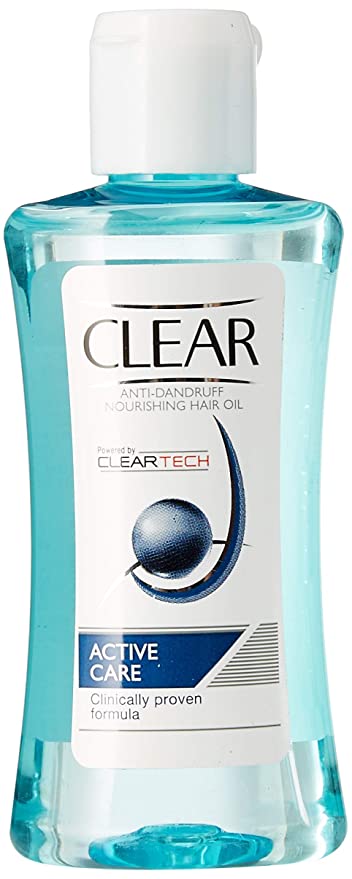 CLEAR
ANTI-DANDRUFF
NOURISHING HAIR OIL
Powered by
CLEARTECH
ACTIVE
CARE
Clinically proven
formula